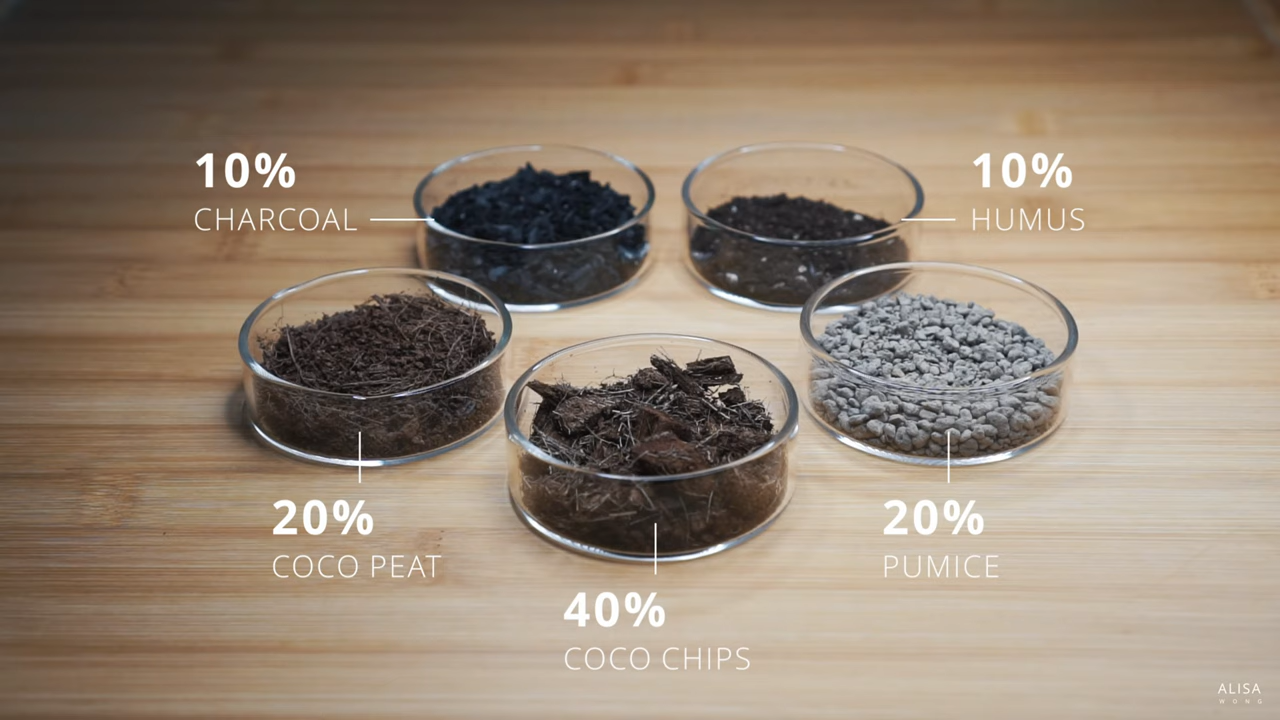 10%
CHARCOAL
10%
HUMUS
20%
COCO PEAT
20%
PUMICE
40%
COCO CHIPS
ALISA
WONG